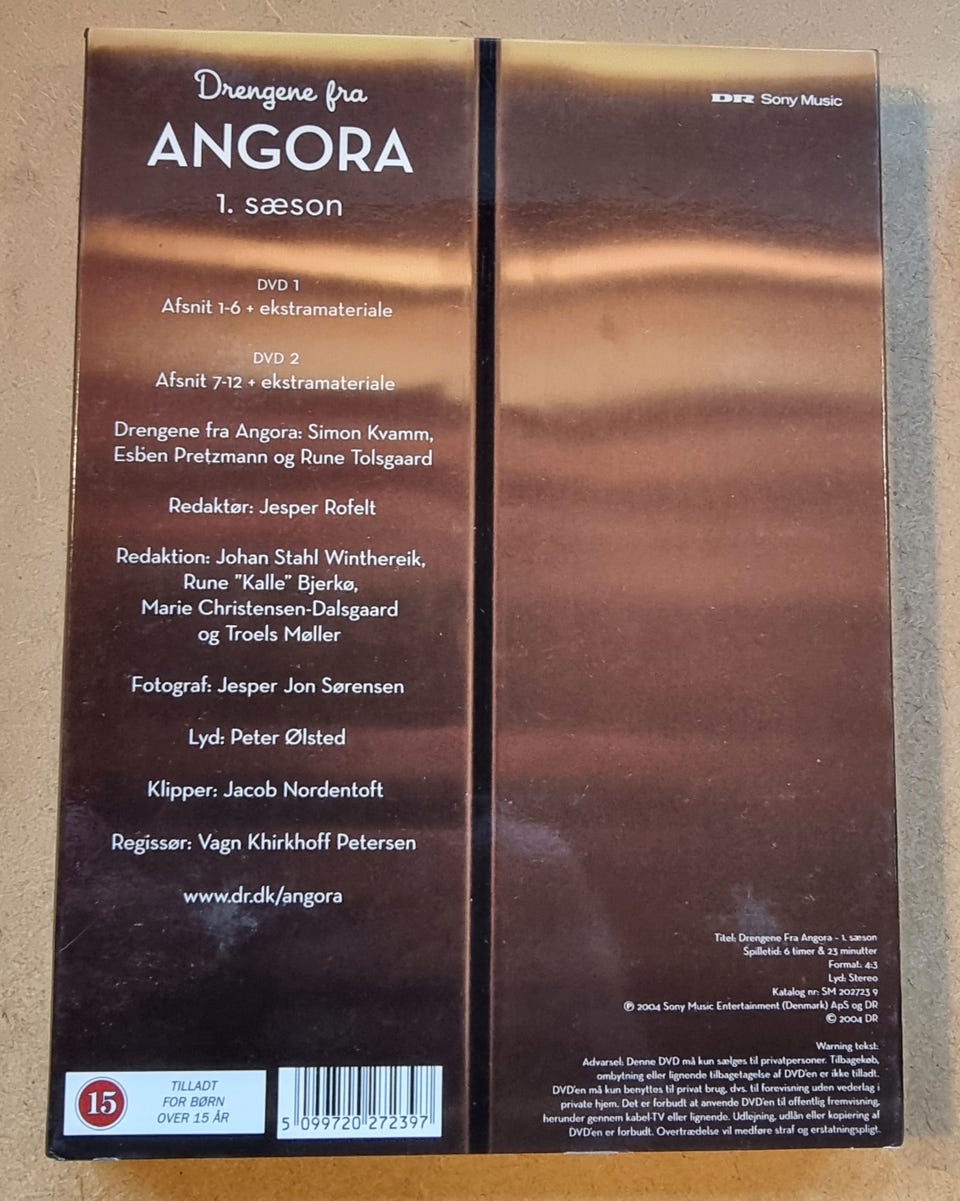 Drengene fra
ANGORA
1. sæson
DVD 1
Afsnit 1-6 + ekstramateriale
DVD 2
Afsnit 7-12 + ekstramateriale
Drengene fra Angora: Simon Kvamm,
Esben Pretzmann og Rune Tolsgaard
Redaktør: Jesper Rofelt
Redaktion: Johan Stahl Winthereik,
Rune "Kalle" Bjerkø,
Marie Christensen-Dalsgaard
og Troels Møller
Fotograf: Jesper Jon Sørensen
Lyd: Peter Ølsted
Klipper: Jacob Nordentoft
Regissør: Vagn Khirkhoff Petersen
www.dr.dk/angora
15
TILLADT
FOR BØRN
OVER 15 ÅR
5 099720 272397
DR Sony Music
Titel: Drengene Fra Angora - 1. sæson
Spilletid: 6 timer & 23 minutter
Format: 4:3
Lyd: Stereo
Katalog nr: SM 202723 9
℗ 2004 Sony Music Entertainment (Denmark) ApS og DR
© 2004 DR
Warning tekst:
Advarsel: Denne DVD må kun sælges til privatpersoner. Tilbagekøb,
ombytning eller lignende tilbagetagelse af DVD'en er ikke tilladt.
DVD'en må kun benyttes til privat brug, dvs. til forevisning uden vederlag i
private hjem. Det er forbudt at anvende DVD'en til offentlig fremvisning,
herunder gennem kabel-TV eller lignende. Udlejning, udlån eller kopiering af
DVD'en er forbudt. Overtrædelse vil medføre straf og erstatningspligt.